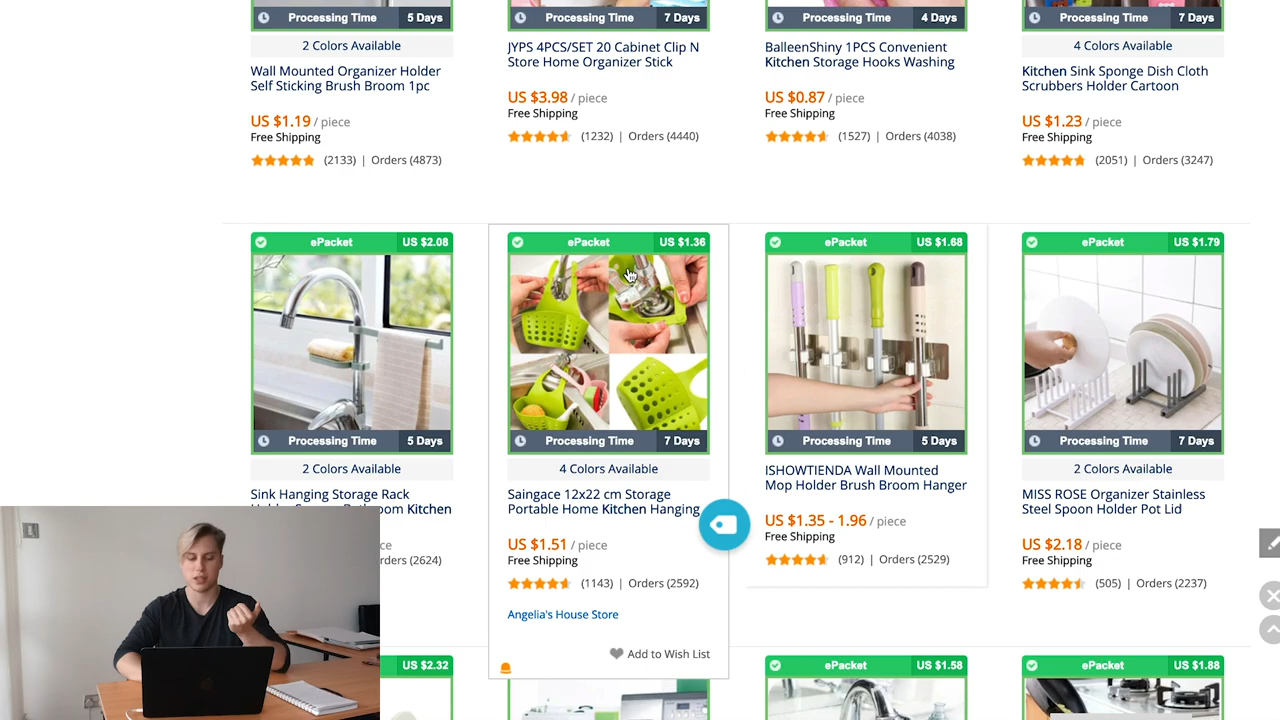 Processing Time 5 Days
Processing Time 7 Days
Processing Time 4 Days
Processing Time 7 Days
2 Colors Available
Wall Mounted Organizer Holder
Self Sticking Brush Broom 1pc
US $1.19 / piece
Free Shipping
(2133) | Orders (4873)
JYPS 4PCS/SET 20 Cabinet Clip N
Store Home Organizer Stick
US $3.98 / piece
Free Shipping
(1232) | Orders (4440)
BalleenShiny 1PCS Convenient
Kitchen Storage Hooks Washing
US $0.87 / piece
Free Shipping
(1527) | Orders (4038)
4 Colors Available
Kitchen Sink Sponge Dish Cloth
Scrubbers Holder Cartoon
US $1.23 / piece
Free Shipping
(2051) | Orders (3247)
ePacket US $2.08
Processing Time 5 Days
2 Colors Available
Sink Hanging Storage Rack
Kitchen
(2624)
ePacket US $1.36
Processing Time 7 Days
4 Colors Available
Saingace 12x22 cm Storage
Portable Home Kitchen Hanging
US $1.51 / piece
Free Shipping
(1143) | Orders (2592)
Angelia's House Store
Add to Wish List
ePacket US $1.68
Processing Time 5 Days
ISHOWTIENDA Wall Mounted
Mop Holder Brush Broom Hanger
US $1.35 - 1.96 / piece
Free Shipping
(912) | Orders (2529)
ePacket US $1.79
Processing Time 7 Days
2 Colors Available
MISS ROSE Organizer Stainless
Steel Spoon Holder Pot Lid
US $2.18 / piece
Free Shipping
(505) | Orders (2237)
US $2.32
ePacket US $1.58
ePacket US $1.88